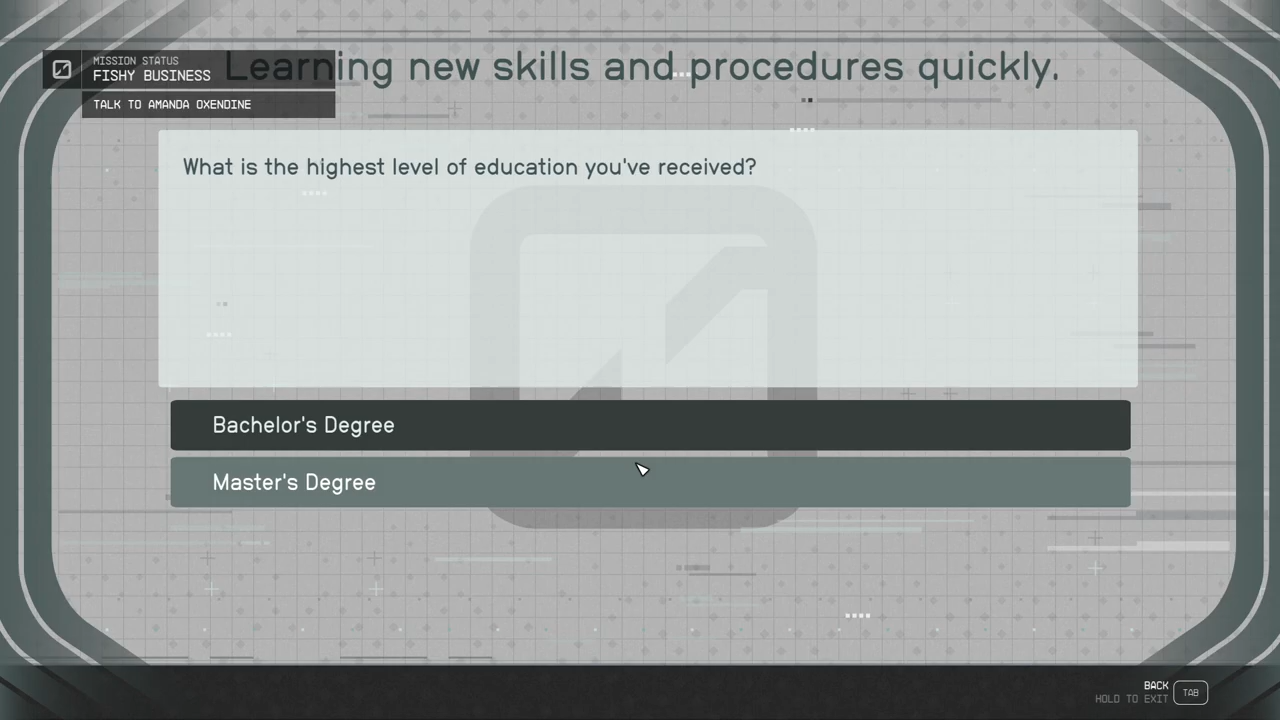 MISSION STATUS
FISHY BUSINESS
TALK TO AMANDA OXENDINE
Learning new skills and procedures quickly.
What is the highest level of education you've received?
Bachelor's Degree
Master's Degree
BACK
HOLD TO EXIT
TAB